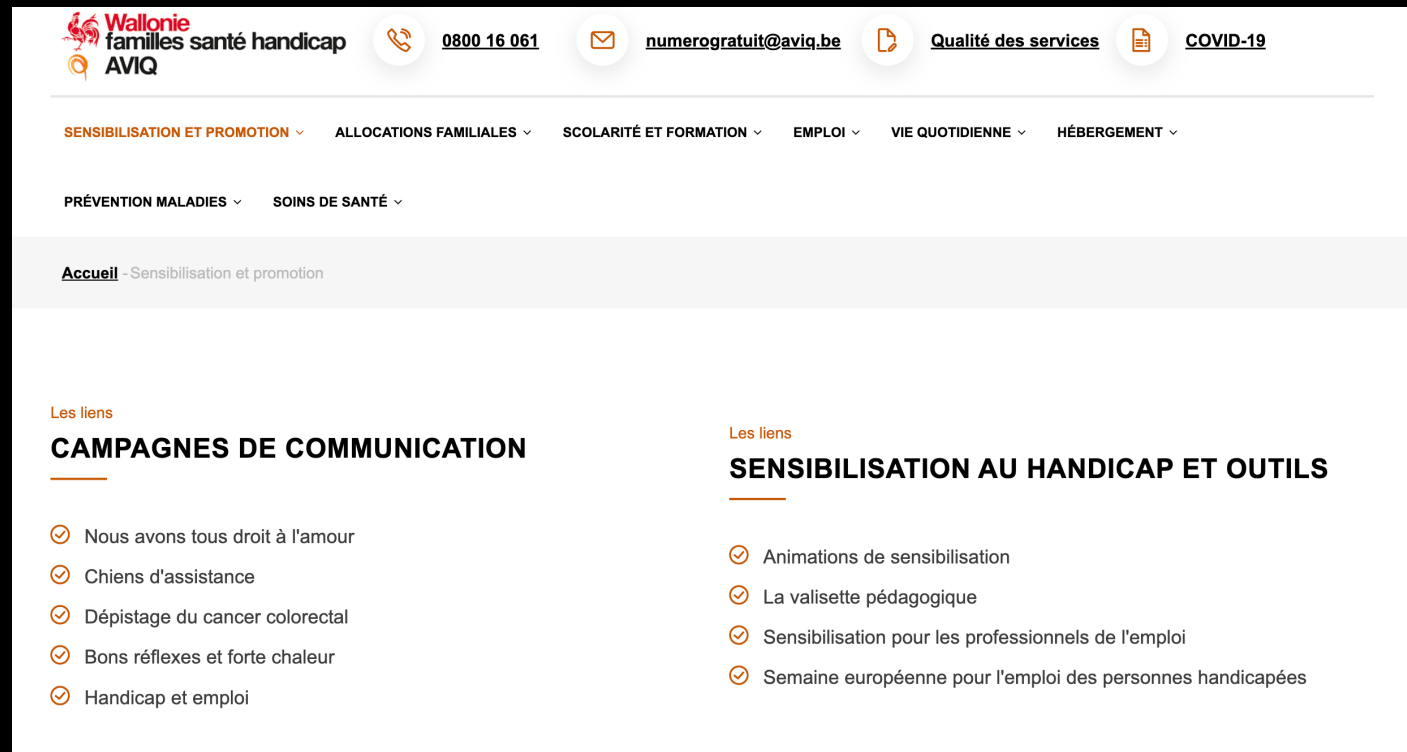 Wallonie
familles santé handicap
AVIQ
0800 16 061
numerogratuit@aviq.be
Qualité des services
COVID-19
SENSIBILISATION ET PROMOTION
ALLOCATIONS FAMILIALES
SCOLARITÉ ET FORMATION
EMPLOI
VIE QUOTIDIENNE
HÉBERGEMENT
PRÉVENTION MALADIES
SOINS DE SANTÉ
Accueil - Sensibilisation et promotion
Les liens
CAMPAGNES DE COMMUNICATION
Nous avons tous droit à l'amour
Chiens d'assistance
Dépistage du cancer colorectal
Bons réflexes et forte chaleur
Handicap et emploi
Les liens
SENSIBILISATION AU HANDICAP ET OUTILS
Animations de sensibilisation
La valisette pédagogique
Sensibilisation pour les professionnels de l'emploi
Semaine européenne pour l'emploi des personnes handicapées